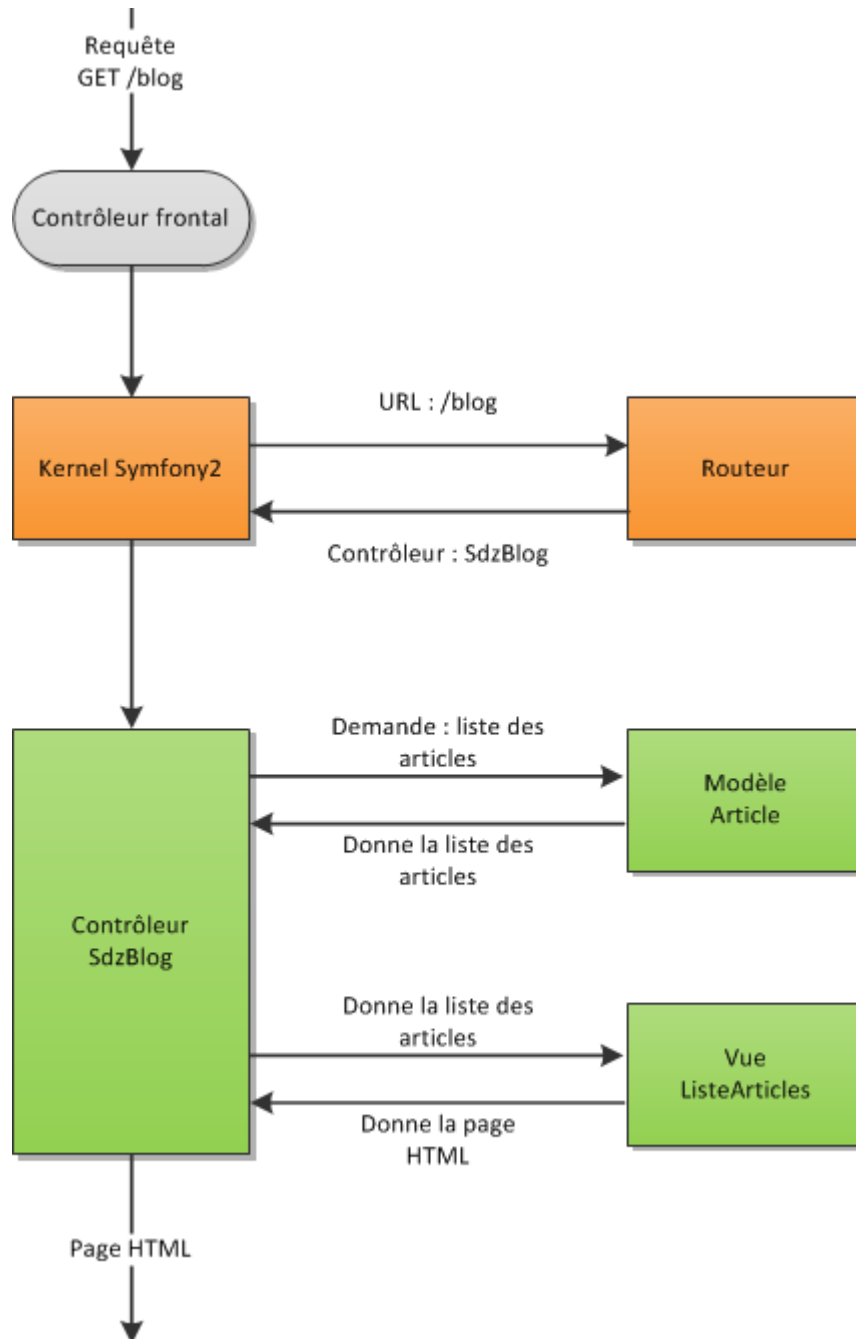 Requête
GET /blog
Contrôleur frontal
URL : /blog
Kernel Symfony2
Routeur
Contrôleur : SdzBlog
Demande : liste des
articles
Modèle
Article
Donne la liste des
articles
Contrôleur
SdzBlog
Donne la liste des
articles
Vue
ListeArticles
Donne la page
HTML
Page HTML